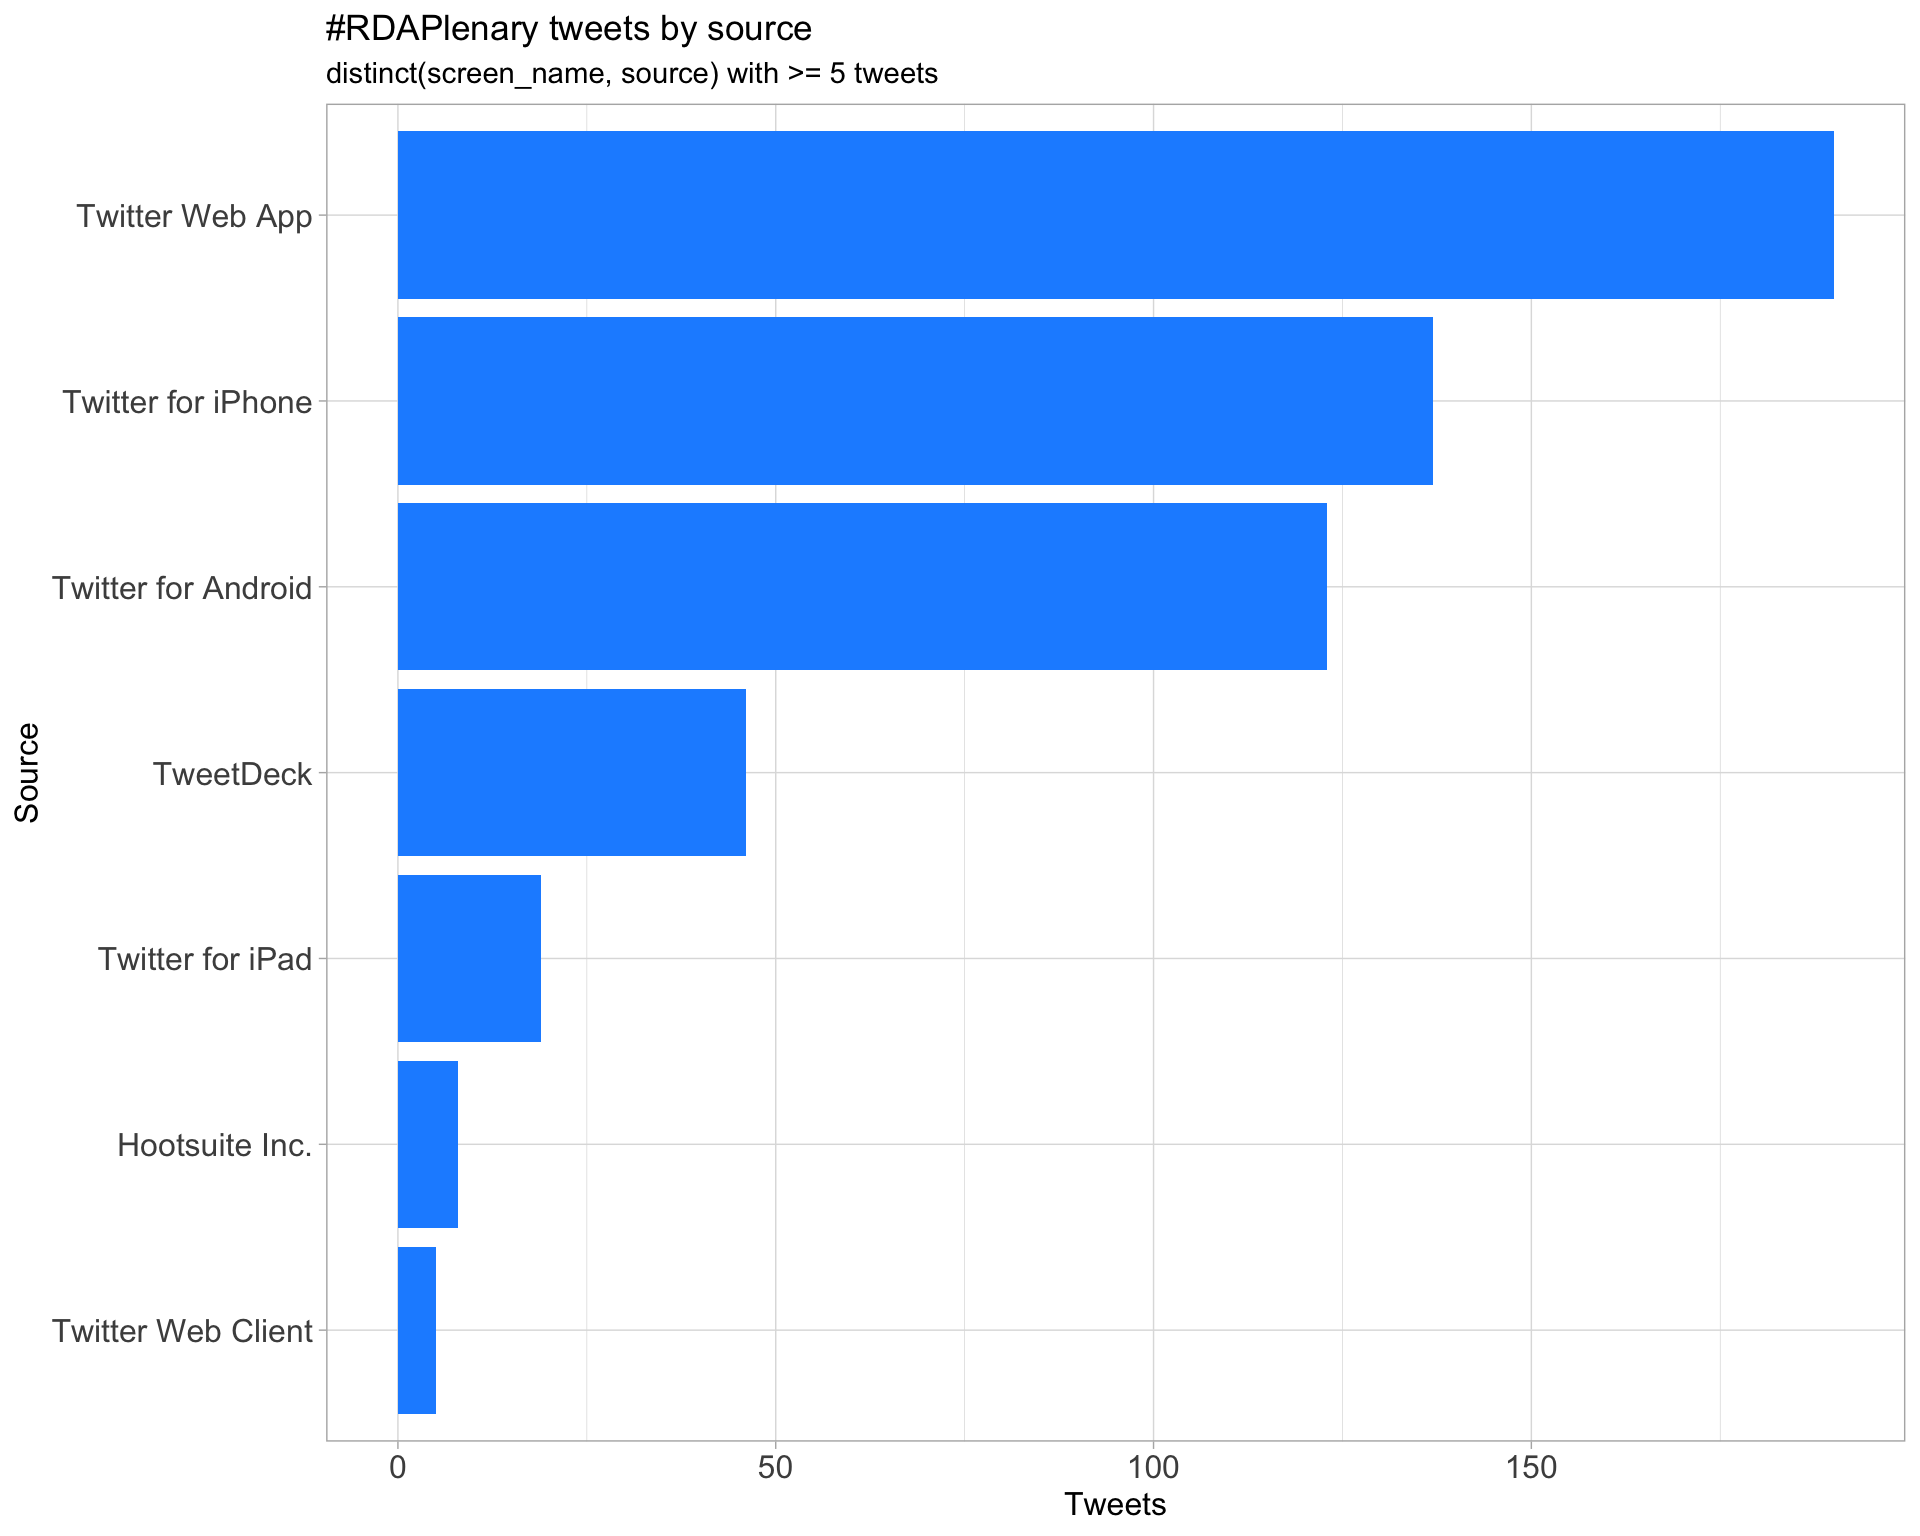 #RDAPlenary tweets by source
distinct(screen_name, source) with >= 5 tweets
Source
Twitter Web App
Twitter for iPhone
Twitter for Android
TweetDeck
Twitter for iPad
Hootsuite Inc.
Twitter Web Client
0 50 100 150
Tweets